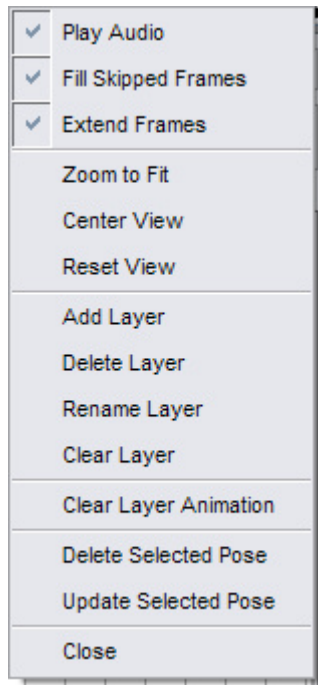 Play Audio
Fill Skipped Frames
Extend Frames
Zoom to Fit
Center View
Reset View
Add Layer
Delete Layer
Rename Layer
Clear Layer
Clear Layer Animation
Delete Selected Pose
Update Selected Pose
Close